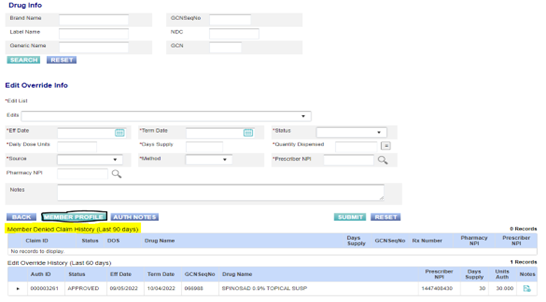 Drug Info
Brand Name GCNSeqNo
Label Name NDC
Generic Name GCN
SEARCH RESET
Edit Override Info
*Edit List
Edits
*Eff Date *Term Date *Status
*Daily Dose Units *Days Supply *Quantity Dispensed
*Source *Method *Prescriber NPI
Pharmacy NPI
Notes
BACK MEMBER PROFILE AUTH NOTES SUBMIT RESET
Member Denied Claim History (Last 90 days) 0 Records
Claim ID Status DOS Drug Name Days Supply GCNSeqNo Rx Number Pharmacy NPI Prescriber NPI
No records to display.
Edit Override History (Last 60 days) 1 Records
Auth ID Status Eff Date Term Date GCNSeqNo Drug Name Prescriber NPI Days Supply Units Auth Notes
000003261 APPROVED 09/05/2022 10/04/2022 SPINOSAD 0.9% TOPICAL SUSP 1447468430 30 30.000